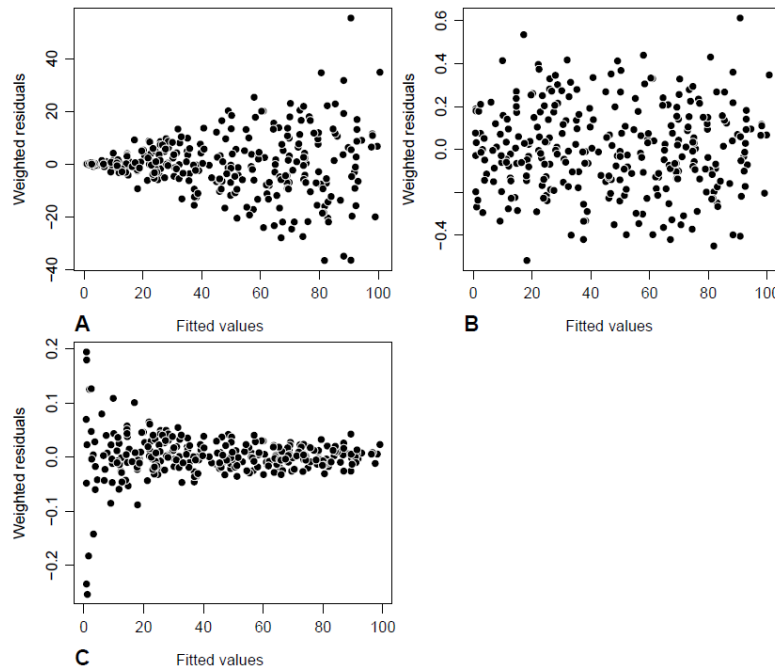 Weighted residuals
40
20
0
−20
−40
0 20 40 60 80 100
A Fitted values
Weighted residuals
0.6
0.4
0.2
0.0
−0.4
0 20 40 60 80 100
B Fitted values
Weighted residuals
0.2
0.1
0.0
−0.1
−0.2
0 20 40 60 80 100
C Fitted values